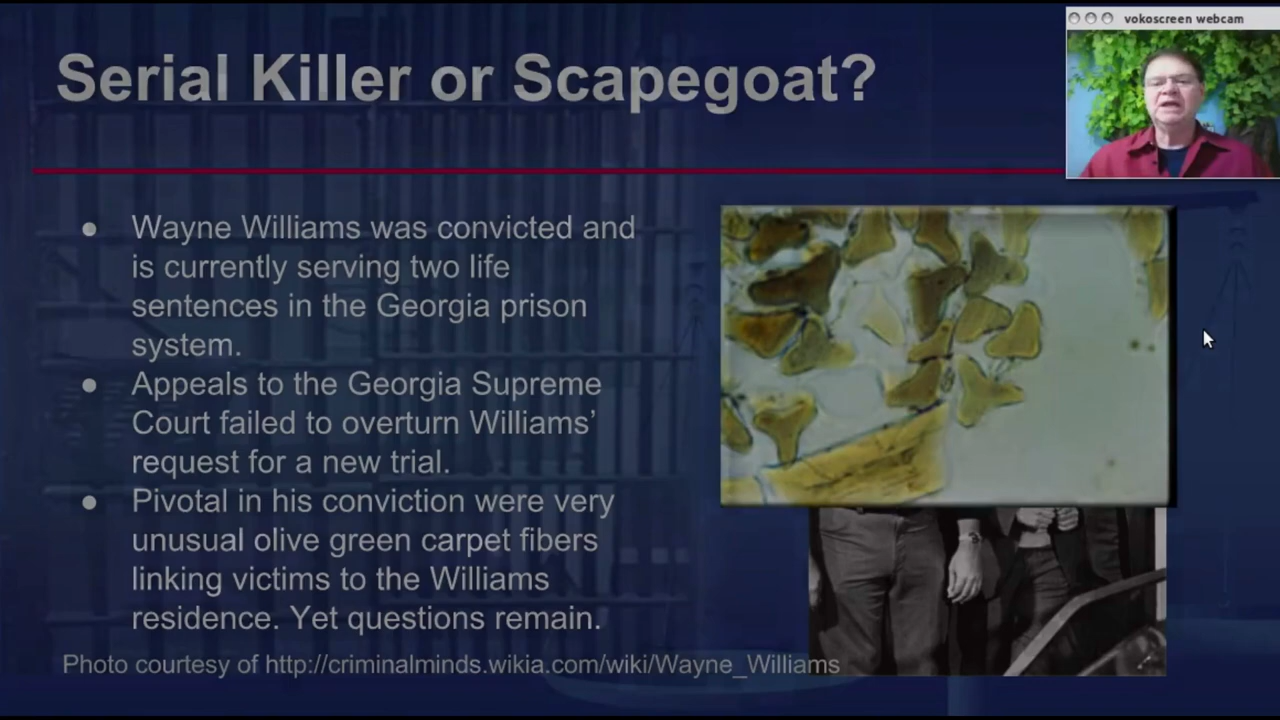 vokoscreen webcam
Serial Killer or Scapegoat?
● Wayne Williams was convicted and
is currently serving two life
sentences in the Georgia prison
system.
● Appeals to the Georgia Supreme
Court failed to overturn Williams’
request for a new trial.
● Pivotal in his conviction were very
unusual olive green carpet fibers
linking victims to the Williams
residence. Yet questions remain.
Photo courtesy of http://criminalminds.wikia.com/wiki/Wayne_Williams